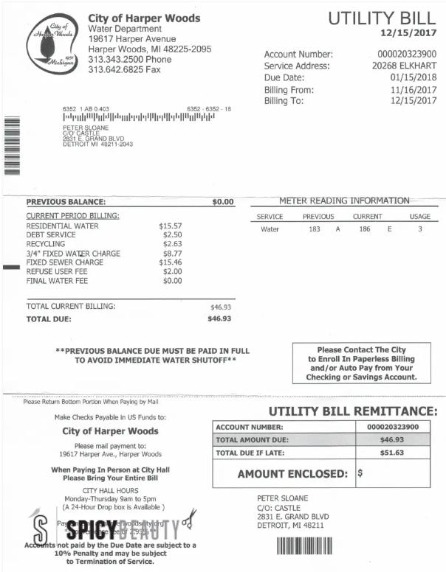 City of Harper Woods Michigan
City of Harper Woods
Water Department
19617 Harper Avenue
Harper Woods, MI 48225-2095
313.343.2500 Phone
313.642.6825 Fax
UTILITY BILL
12/15/2017
Account Number: 000020323900
Service Address: 20268 ELKHART
Due Date: 01/15/2018
Billing From: 11/16/2017
Billing To: 12/15/2017
6352 1 AB 0.403 6352 - 6352 - 18
PETER SLOANE
C/O: CASTLE
2831 E. GRAND BLVD
DETROIT MI 48211-2043
PREVIOUS BALANCE: $0.00
CURRENT PERIOD BILLING:
RESIDENTIAL WATER $15.57
DEBT SERVICE $2.50
RECYCLING $2.63
3/4" FIXED WATER CHARGE $8.77
FIXED SEWER CHARGE $15.46
REFUSE USER FEE $2.00
FINAL WATER FEE $0.00
TOTAL CURRENT BILLING: $46.93
TOTAL DUE: $46.93
METER READING INFORMATION
SERVICE PREVIOUS CURRENT USAGE
Water 183 A 186 E 3
**PREVIOUS BALANCE DUE MUST BE PAID IN FULL
TO AVOID IMMEDIATE WATER SHUTOFF**
Please Contact The City
to Enroll In Paperless Billing
and/or Auto Pay from Your
Checking or Savings Account.
Please Return Bottom Portion When Paying by Mail
Make Checks Payable In US Funds to:
City of Harper Woods
Please mail payment to:
19617 Harper Ave., Harper Woods
When Paying In Person at City Hall
Please Bring Your Entire Bill
CITY HALL HOURS
Monday-Thursday 9am to 5pm
(A 24-Hour Drop box is Available)
SPICYBEAUTY
Accounts not paid by the Due Date are subject to a
10% Penalty and may be subject
to Termination of Service.
UTILITY BILL REMITTANCE:
ACCOUNT NUMBER: 000020323900
TOTAL AMOUNT DUE: $46.93
TOTAL DUE IF LATE: $51.63
AMOUNT ENCLOSED: $
PETER SLOANE
C/O: CASTLE
2831 E. GRAND BLVD
DETROIT, MI 48211